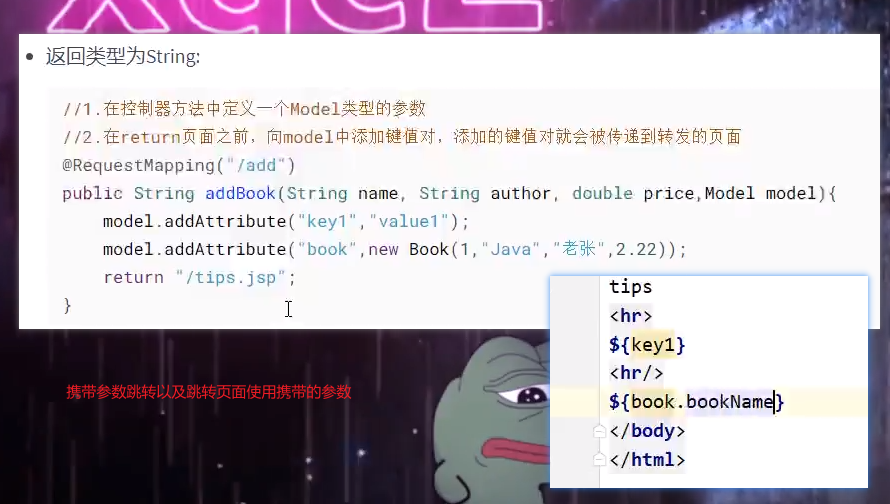 返回类型为String:
//1.在控制器方法中定义一个Model类型的参数
//2.在return页面之前，向model中添加键值对，添加的键值对就会被传递到转发的页面
@RequestMapping("/add")
public String addBook(String name, String author, double price,Model model){
model.addAttribute("key1","value1");
model.addAttribute("book",new Book(1,"Java","老张",2.22));
return "/tips.jsp";
}
tips
<hr>
${key1}
<hr/>
${book.bookName}
</body>
</html>
携带参数跳转以及跳转页面使用携带的参数